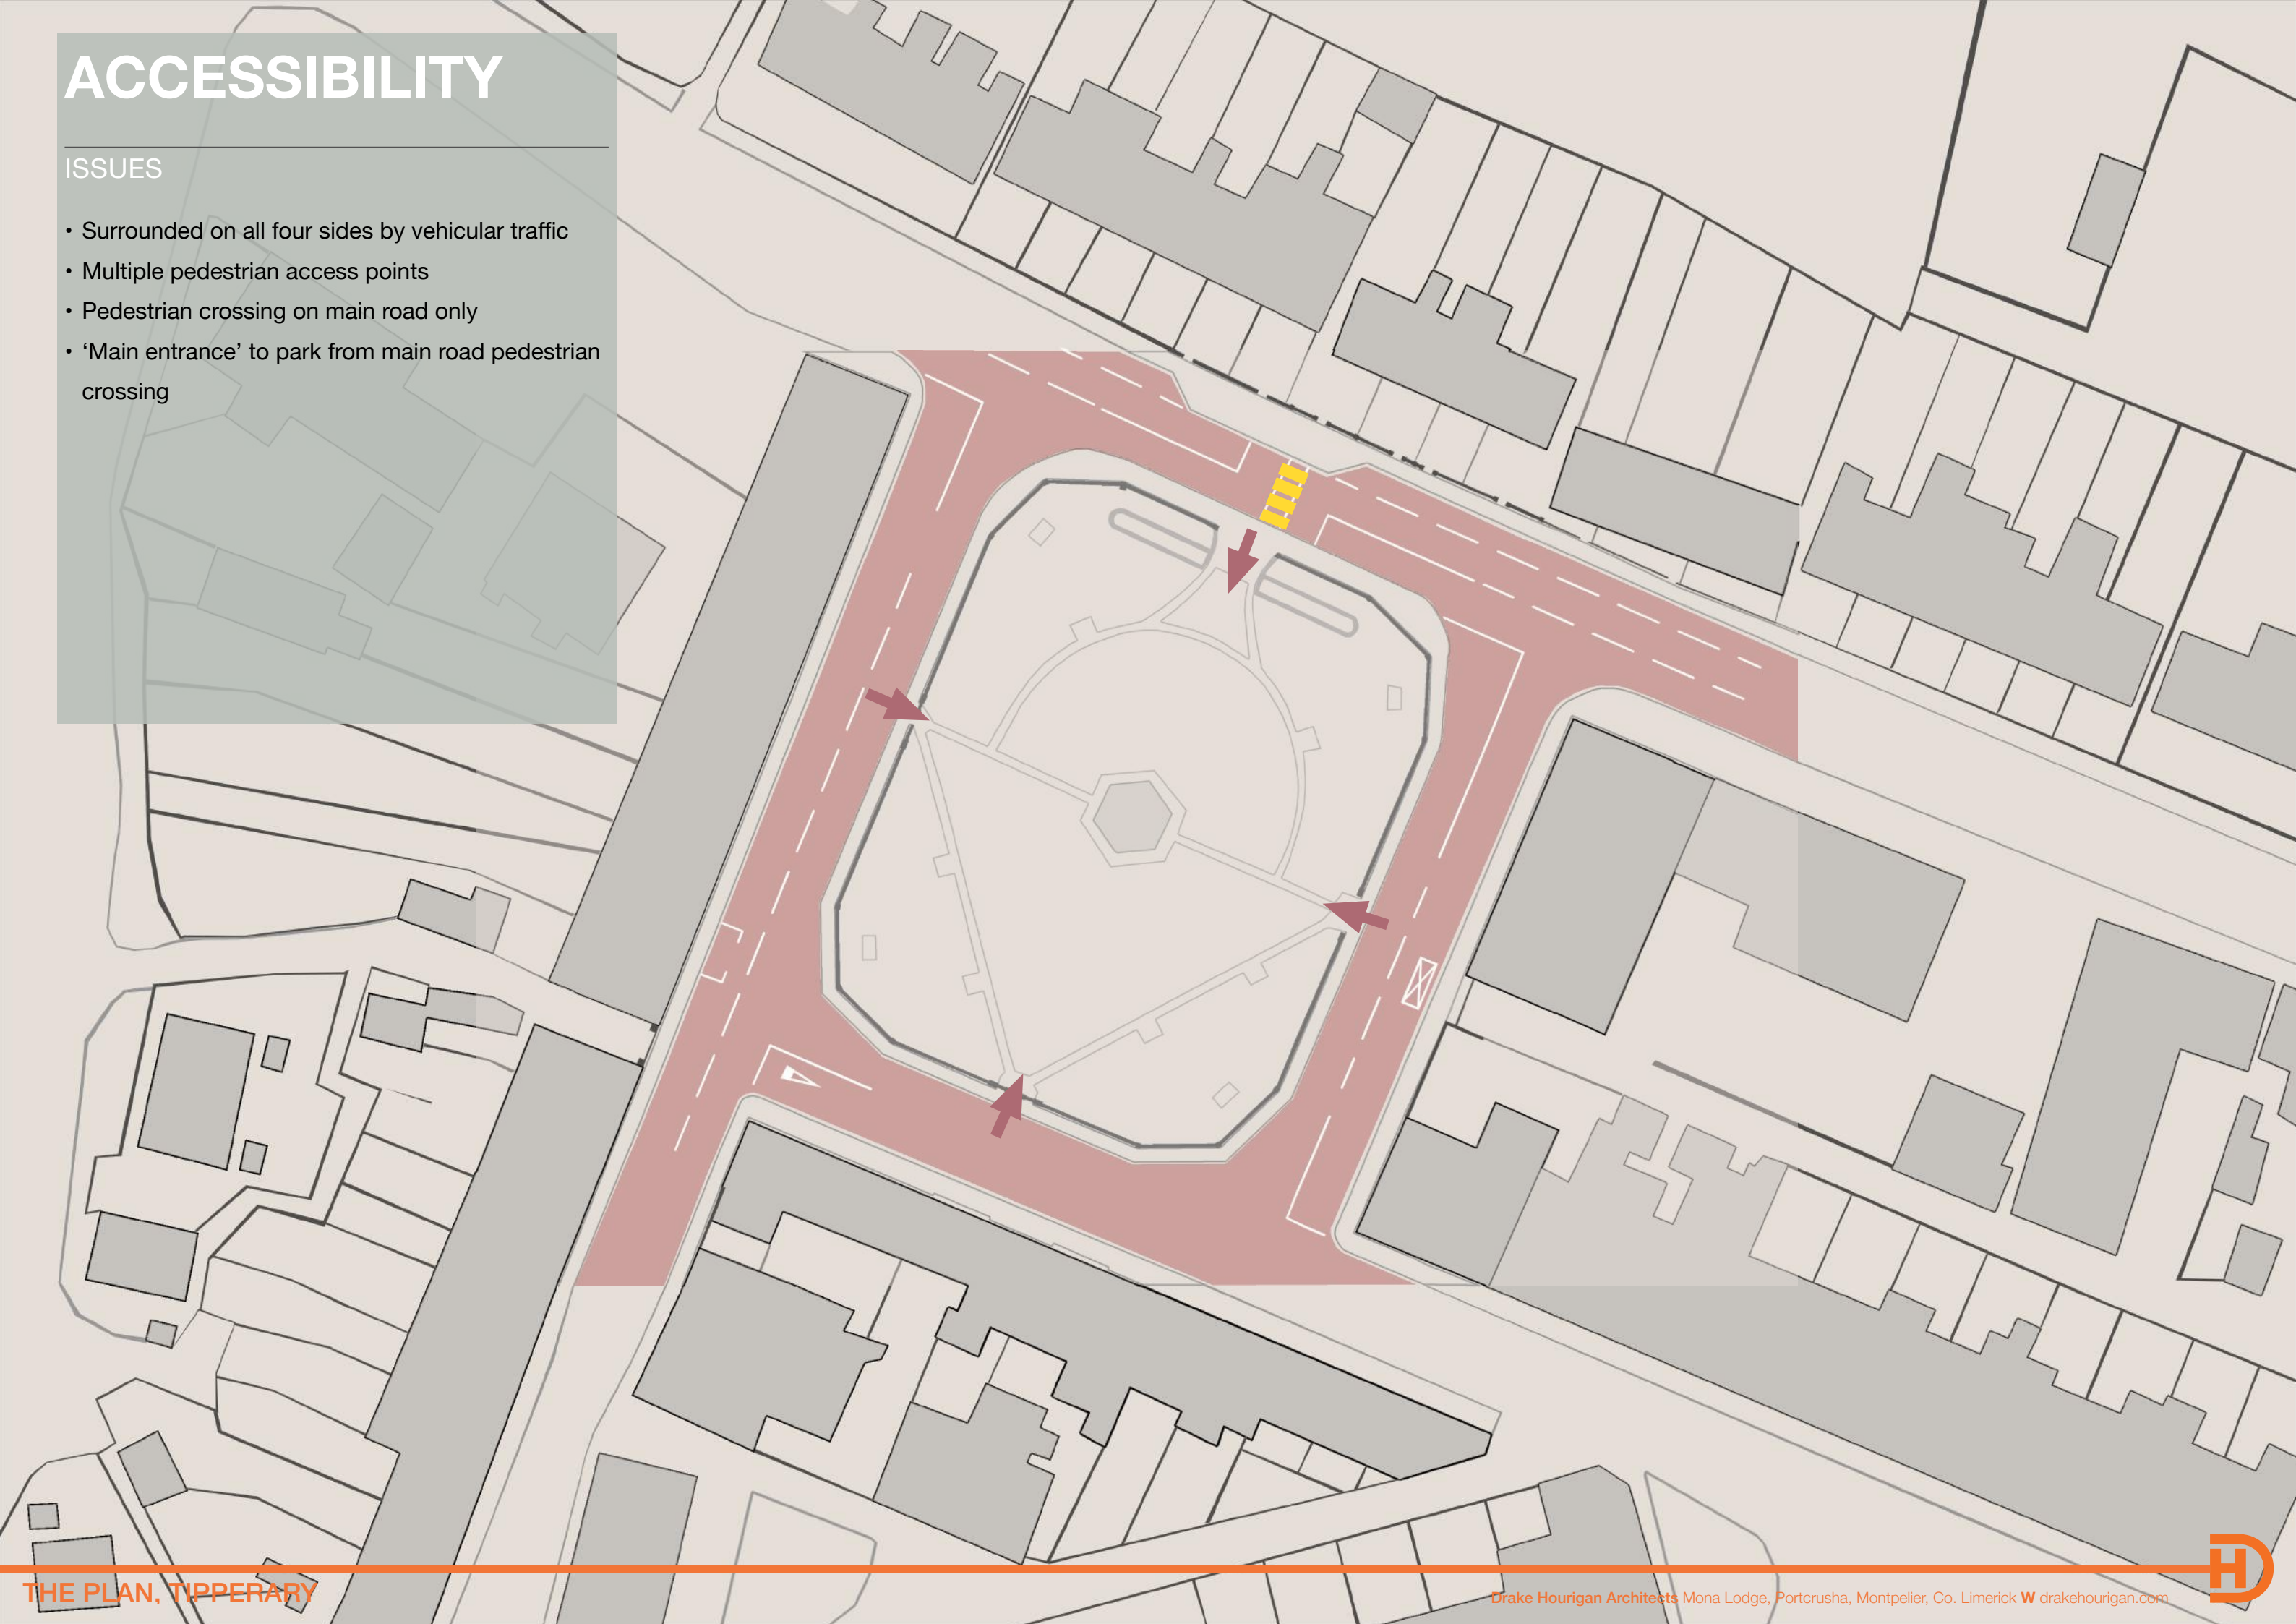 ACCESSIBILITY
ISSUES
• Surrounded on all four sides by vehicular traffic
• Multiple pedestrian access points
• Pedestrian crossing on main road only
• ‘Main entrance’ to park from main road pedestrian
crossing
THE PLAN, TIPPERARY
Drake Hourigan Architects Mona Lodge, Portcrusha, Montpelier, Co. Limerick W drakehourigan.com
DH